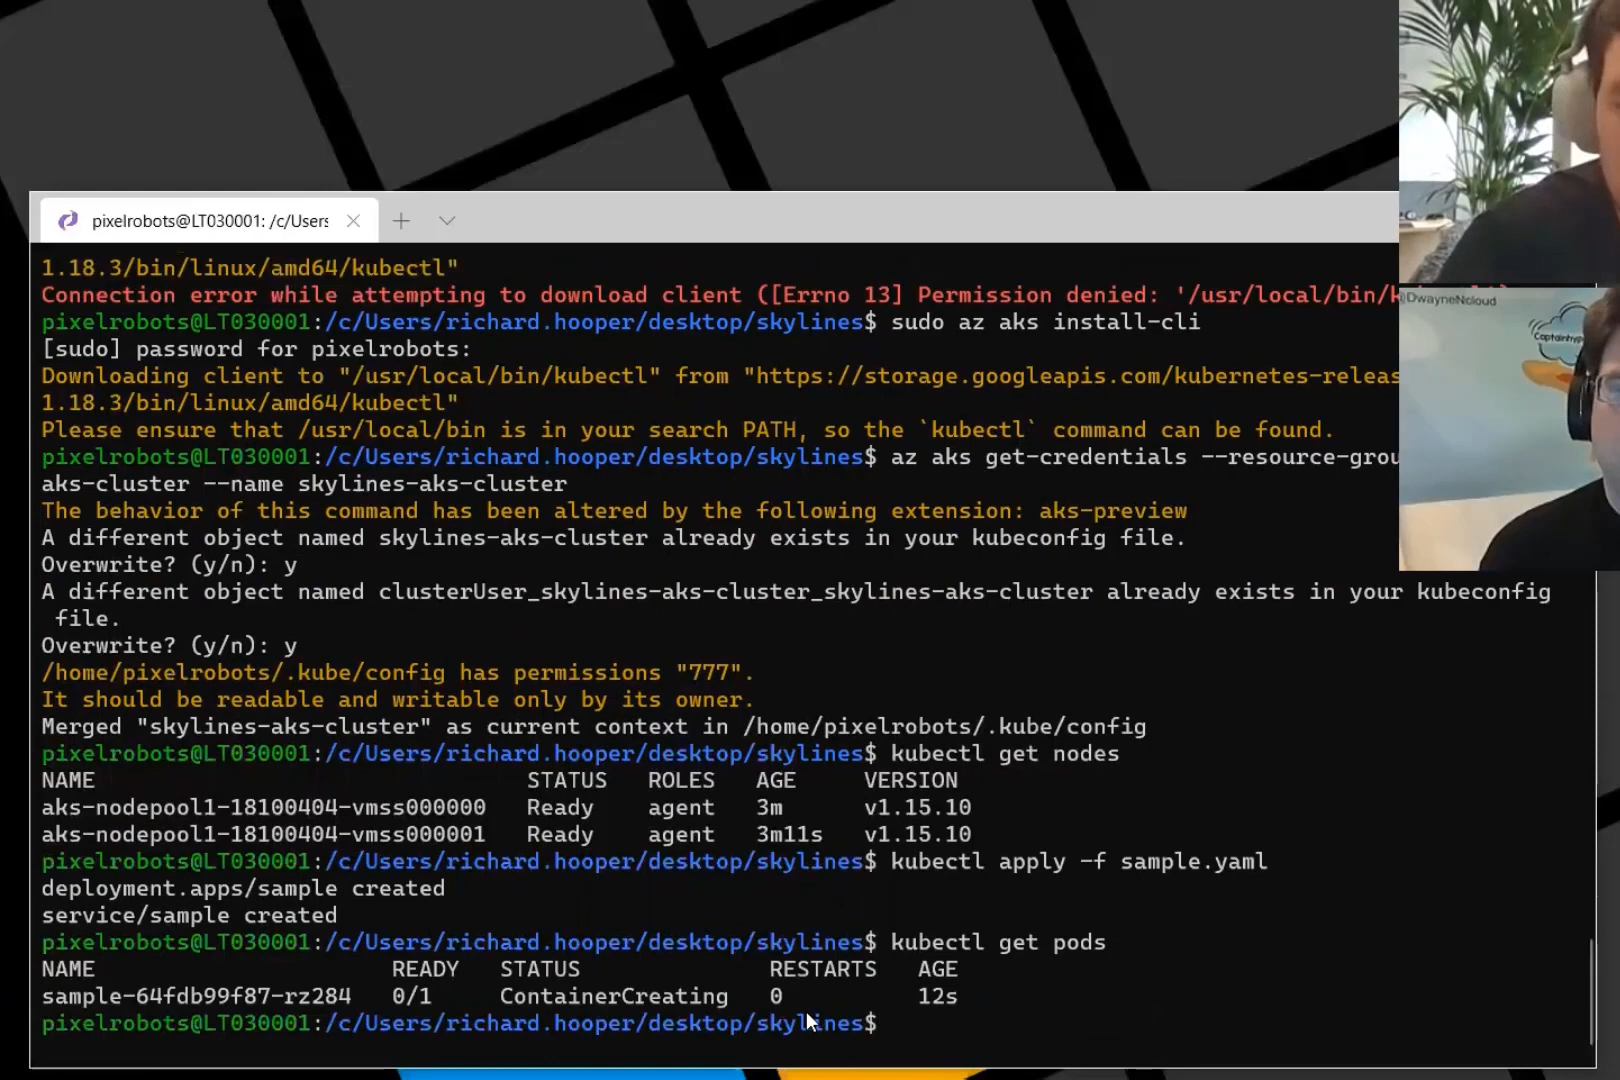 pixelrobots@LT030001: /c/Users
1.18.3/bin/linux/amd64/kubectl"
Connection error while attempting to download client ([Errno 13] Permission denied: '/usr/local/bin/
@DwayneNcloud
pixelrobots@LT030001:/c/Users/richard.hooper/desktop/skylines$ sudo az aks install-cli
Captainhyp
[sudo] password for pixelrobots:
Downloading client to "/usr/local/bin/kubectl" from "https://storage.googleapis.com/kubernetes-releas
1.18.3/bin/linux/amd64/kubectl"
Please ensure that /usr/local/bin is in your search PATH, so the `kubectl` command can be found.
pixelrobots@LT030001:/c/Users/richard.hooper/desktop/skylines$ az aks get-credentials --resource-grou
aks-cluster --name skylines-aks-cluster
The behavior of this command has been altered by the following extension: aks-preview
A different object named skylines-aks-cluster already exists in your kubeconfig file.
Overwrite? (y/n): y
A different object named clusterUser_skylines-aks-cluster_skylines-aks-cluster already exists in your kubeconfig
file.
Overwrite? (y/n): y
/home/pixelrobots/.kube/config has permissions "777".
It should be readable and writable only by its owner.
Merged "skylines-aks-cluster" as current context in /home/pixelrobots/.kube/config
pixelrobots@LT030001:/c/Users/richard.hooper/desktop/skylines$ kubectl get nodes
NAME STATUS ROLES AGE VERSION
aks-nodepool1-18100404-vmss000000 Ready agent 3m v1.15.10
aks-nodepool1-18100404-vmss000001 Ready agent 3m11s v1.15.10
pixelrobots@LT030001:/c/Users/richard.hooper/desktop/skylines$ kubectl apply -f sample.yaml
deployment.apps/sample created
service/sample created
pixelrobots@LT030001:/c/Users/richard.hooper/desktop/skylines$ kubectl get pods
NAME READY STATUS RESTARTS AGE
sample-64fdb99f87-rz284 0/1 ContainerCreating 0 12s
pixelrobots@LT030001:/c/Users/richard.hooper/desktop/skylines$